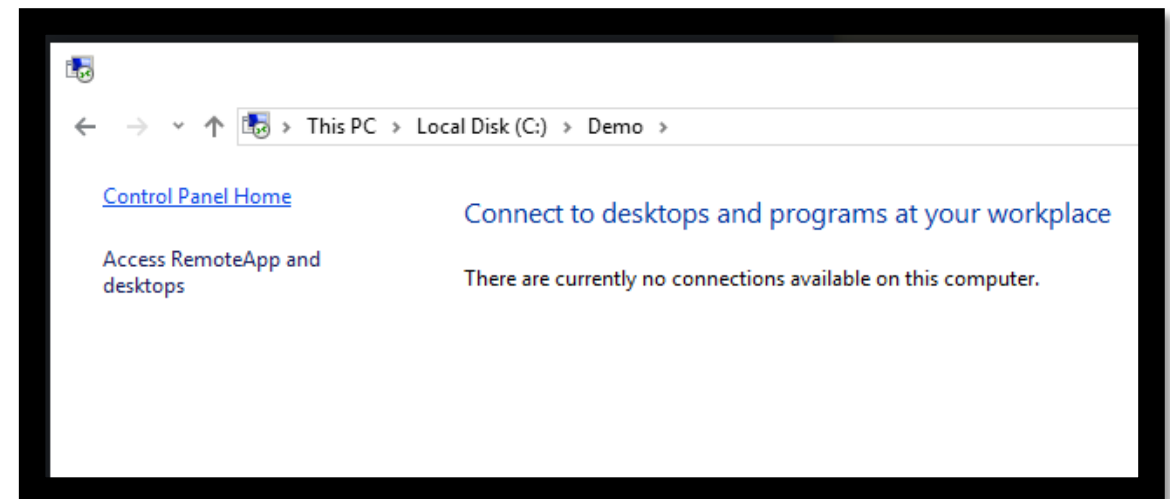 This PC > Local Disk (C:) > Demo >
Control Panel Home
Connect to desktops and programs at your workplace
Access RemoteApp and
desktops
There are currently no connections available on this computer.